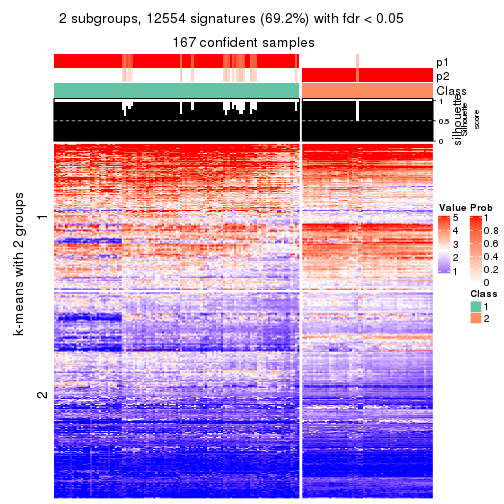 2 subgroups, 12554 signatures (69.2%) with fdr < 0.05
167 confident samples
p1
p2
Class
1
0.5
0
silhouette
Silhouette
score
k-means with 2 groups
1
2
Value
5
4
3
2
1
Prob
1
0.8
0.6
0.4
0.2
0
Class
1
2